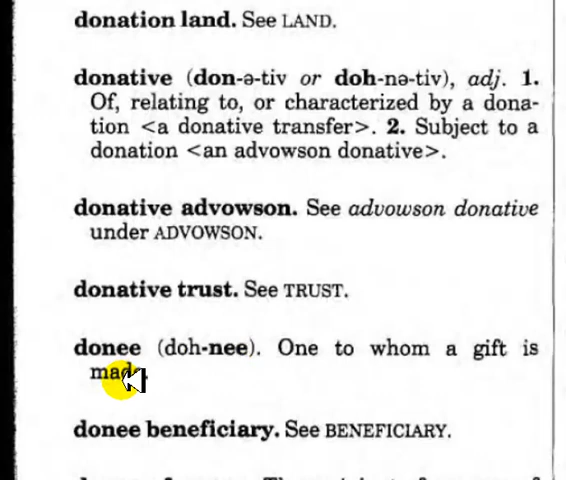 donation land. See LAND.
donative (don-ə-tiv or doh-nə-tiv), adj. 1.
Of, relating to, or characterized by a dona-
tion <a donative transfer>. 2. Subject to a
donation <an advowson donative>.
donative advowson. See advowson donative
under ADVOWSON.
donative trust. See TRUST.
donee (doh-nee). One to whom a gift is
made.
donee beneficiary. See BENEFICIARY.